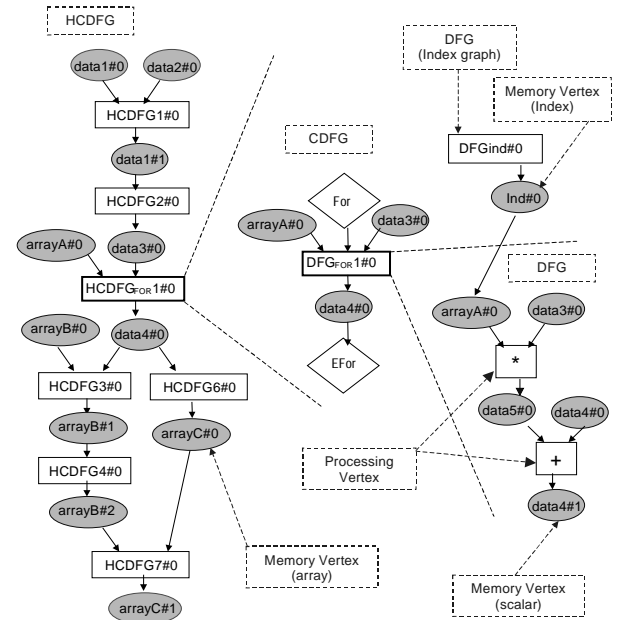 HCDFG
data1#0
data2#0
HCDFG1#0
data1#1
HCDFG2#0
arrayA#0
data3#0
HCDFGFOR1#0
arrayB#0
data4#0
HCDFG3#0
HCDFG6#0
arrayB#1
arrayC#0
HCDFG4#0
arrayB#2
HCDFG7#0
arrayC#1
Memory Vertex
(array)
CDFG
For
arrayA#0
data3#0
DFGFOR1#0
data4#0
EFor
Processing
Vertex
DFG
(Index graph)
Memory Vertex
(Index)
DFGind#0
Ind#0
DFG
arrayA#0
data3#0
*
data5#0
data4#0
+
data4#1
Memory Vertex
(scalar)